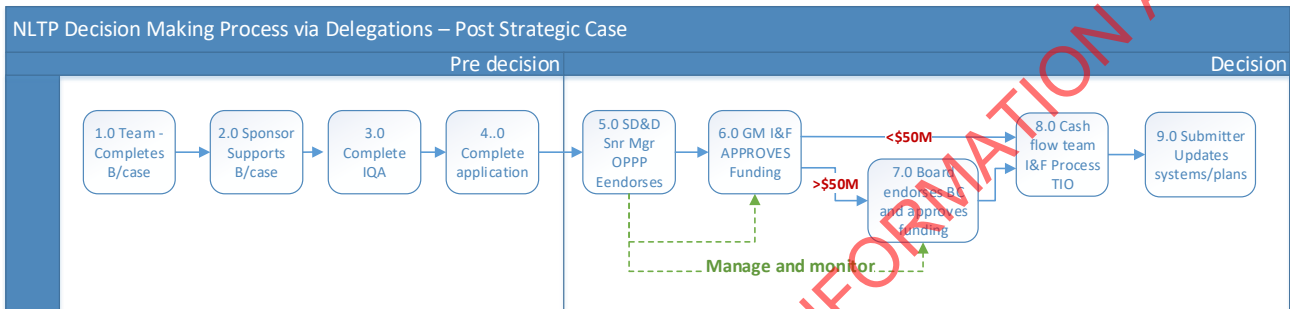 NLTP Decision Making Process via Delegations – Post Strategic Case
Pre decision
Decision
1.0 Team -
Completes
B/case
2.0 Sponsor
Supports
B/case
3.0
Complete
IQA
4..0
Complete
application
5.0 SD&D
Snr Mgr
OPPP
Eendorses
6.0 GM I&F
APPROVES
Funding
<$50M
>$50M
7.0 Board
endorses BC
and approves
funding
8.0 Cash
flow team
I&F Process
TIO
9.0 Submitter
Updates
systems/plans
Manage and monitor
INFORMATION A